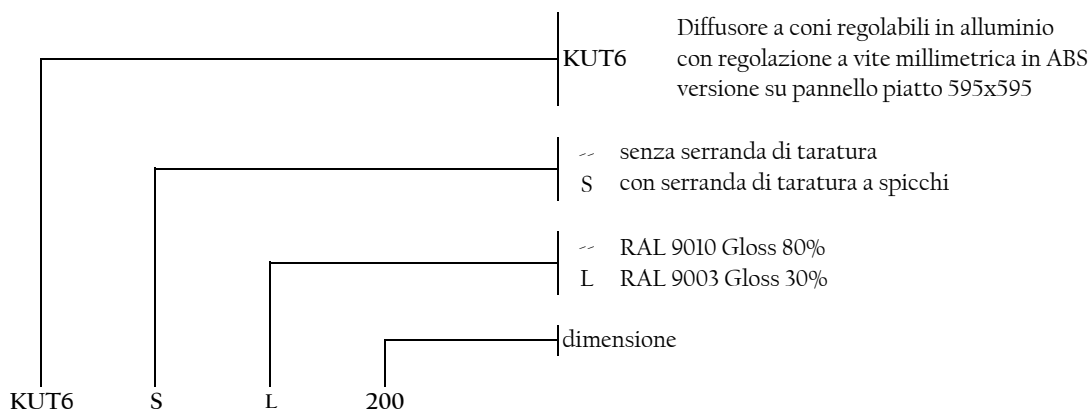 Diffusore a coni regolabili in alluminio
KUT6 con regolazione a vite millimetrica in ABS
versione su pannello piatto 595x595
-- senza serranda di taratura
S con serranda di taratura a spicchi
-- RAL 9010 Gloss 80%
L RAL 9003 Gloss 30%
dimensione
KUT6 S L 200